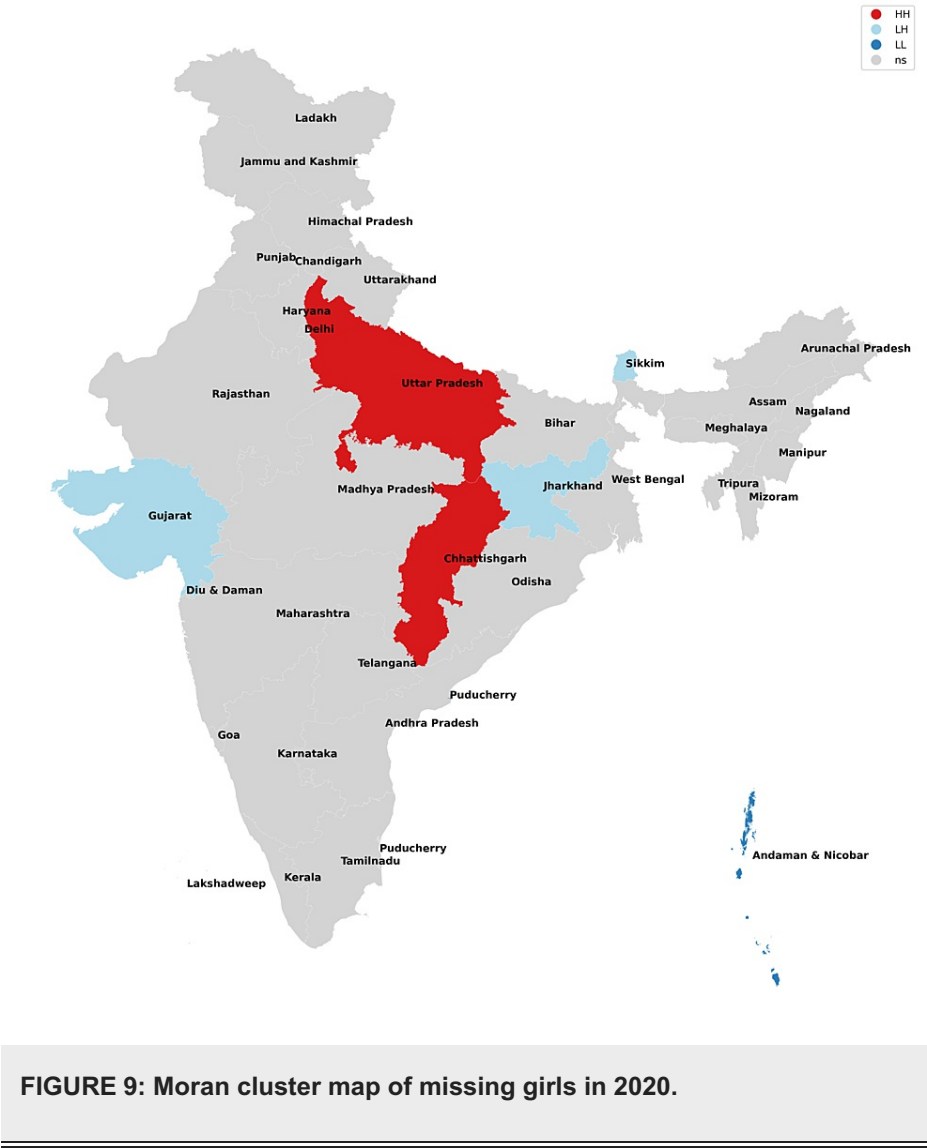 HH
LH
LL
ns
Ladakh
Jammu and Kashmir
Himachal Pradesh
Punjab
Chandigarh
Uttarakhand
Haryana
Delhi
Arunachal Pradesh
Sikkim
Uttar Pradesh
Rajasthan
Assam
Nagaland
Bihar
Meghalaya
Manipur
West Bengal
Tripura
Jharkhand
Madhya Pradesh
Mizoram
Gujarat
Chhattishgarh
Odisha
Diu & Daman
Maharashtra
Telangana
Puducherry
Andhra Pradesh
Goa
Karnataka
Puducherry
Andaman & Nicobar
Tamilnadu
Kerala
Lakshadweep
FIGURE 9: Moran cluster map of missing girls in 2020.